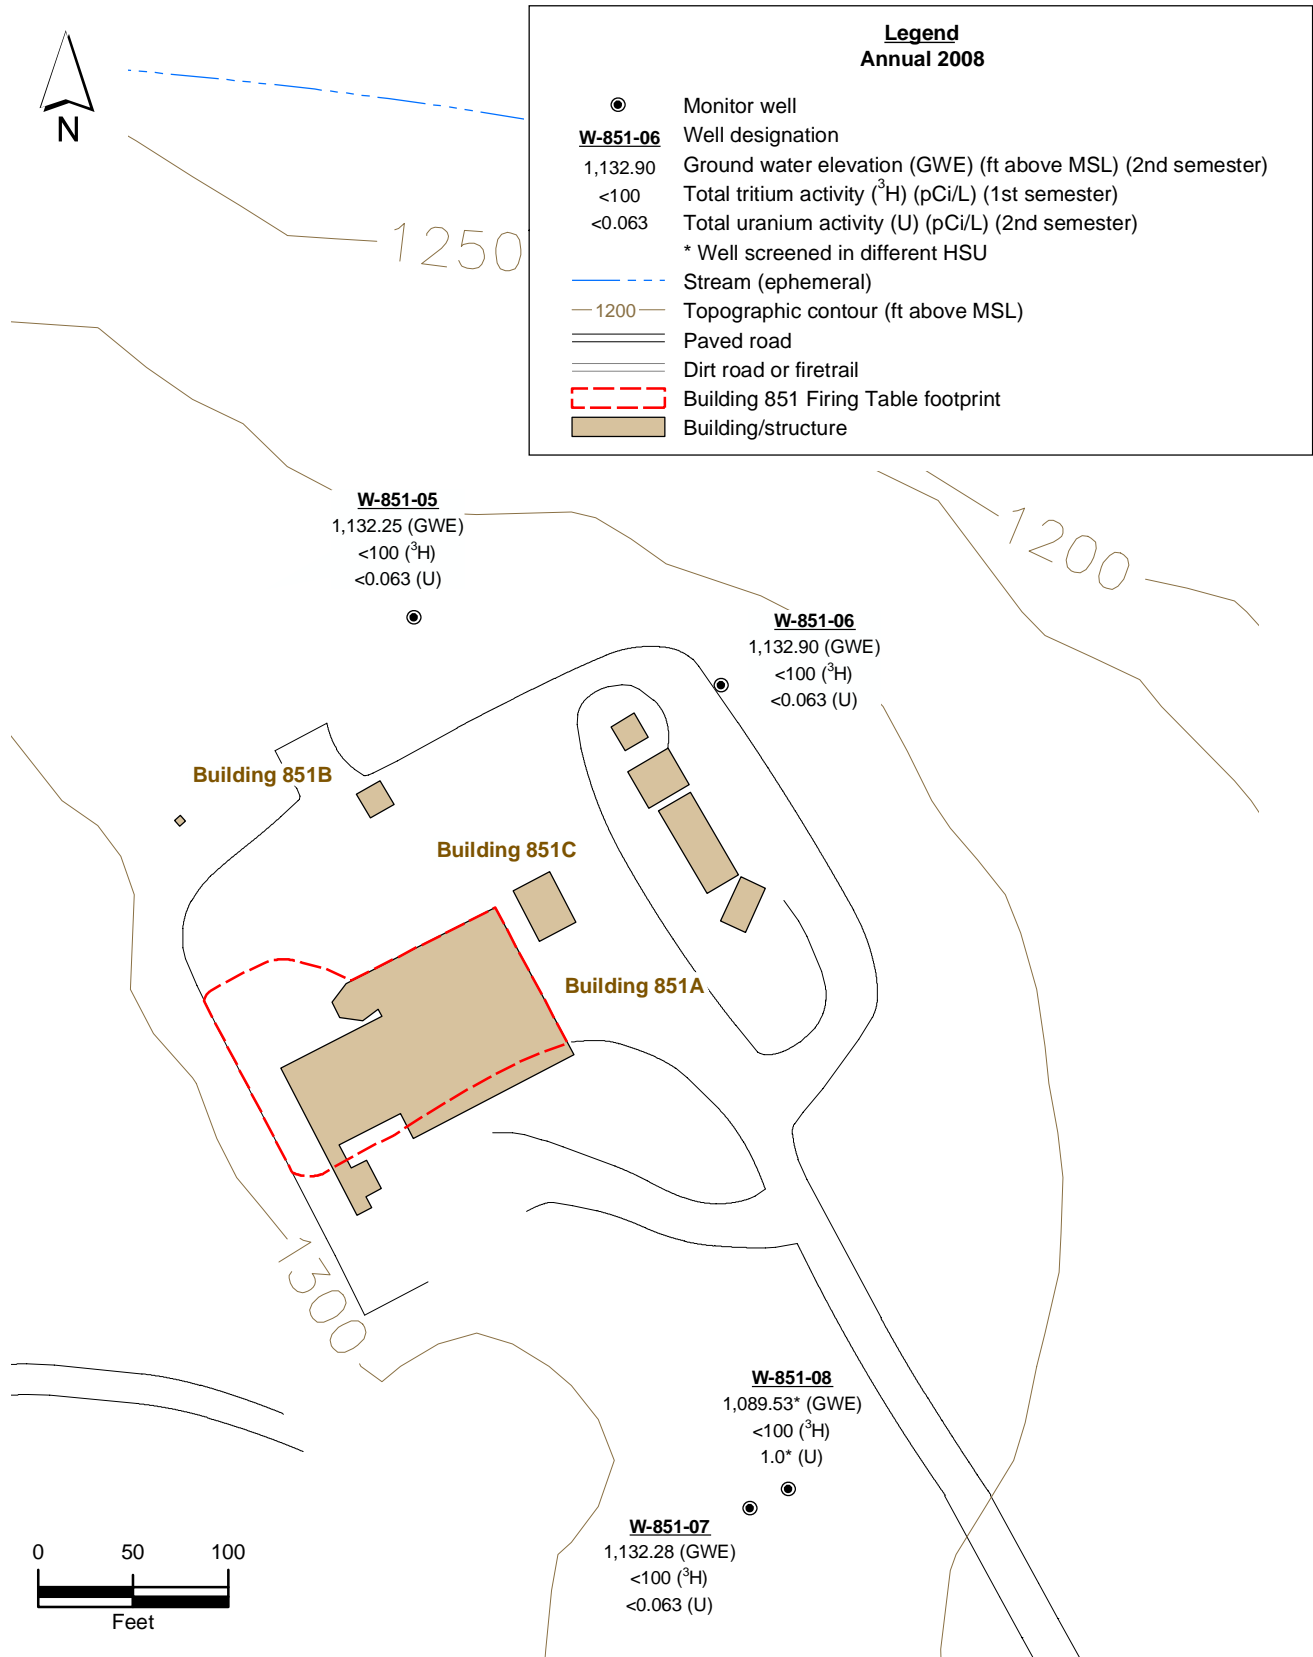 N
Legend
Annual 2008
Monitor well
W-851-06 Well designation
1,132.90 Ground water elevation (GWE) (ft above MSL) (2nd semester)
<100 Total tritium activity (³H) (pCi/L) (1st semester)
<0.063 Total uranium activity (U) (pCi/L) (2nd semester)
* Well screened in different HSU
Stream (ephemeral)
1200 Topographic contour (ft above MSL)
Paved road
Dirt road or firetrail
Building 851 Firing Table footprint
Building/structure
1250
1200
W-851-05
1,132.25 (GWE)
<100 (³H)
<0.063 (U)
W-851-06
1,132.90 (GWE)
<100 (³H)
<0.063 (U)
Building 851B
Building 851C
Building 851A
1300
W-851-08
1,089.53* (GWE)
<100 (³H)
1.0* (U)
W-851-07
1,132.28 (GWE)
<100 (³H)
<0.063 (U)
0 50 100
Feet